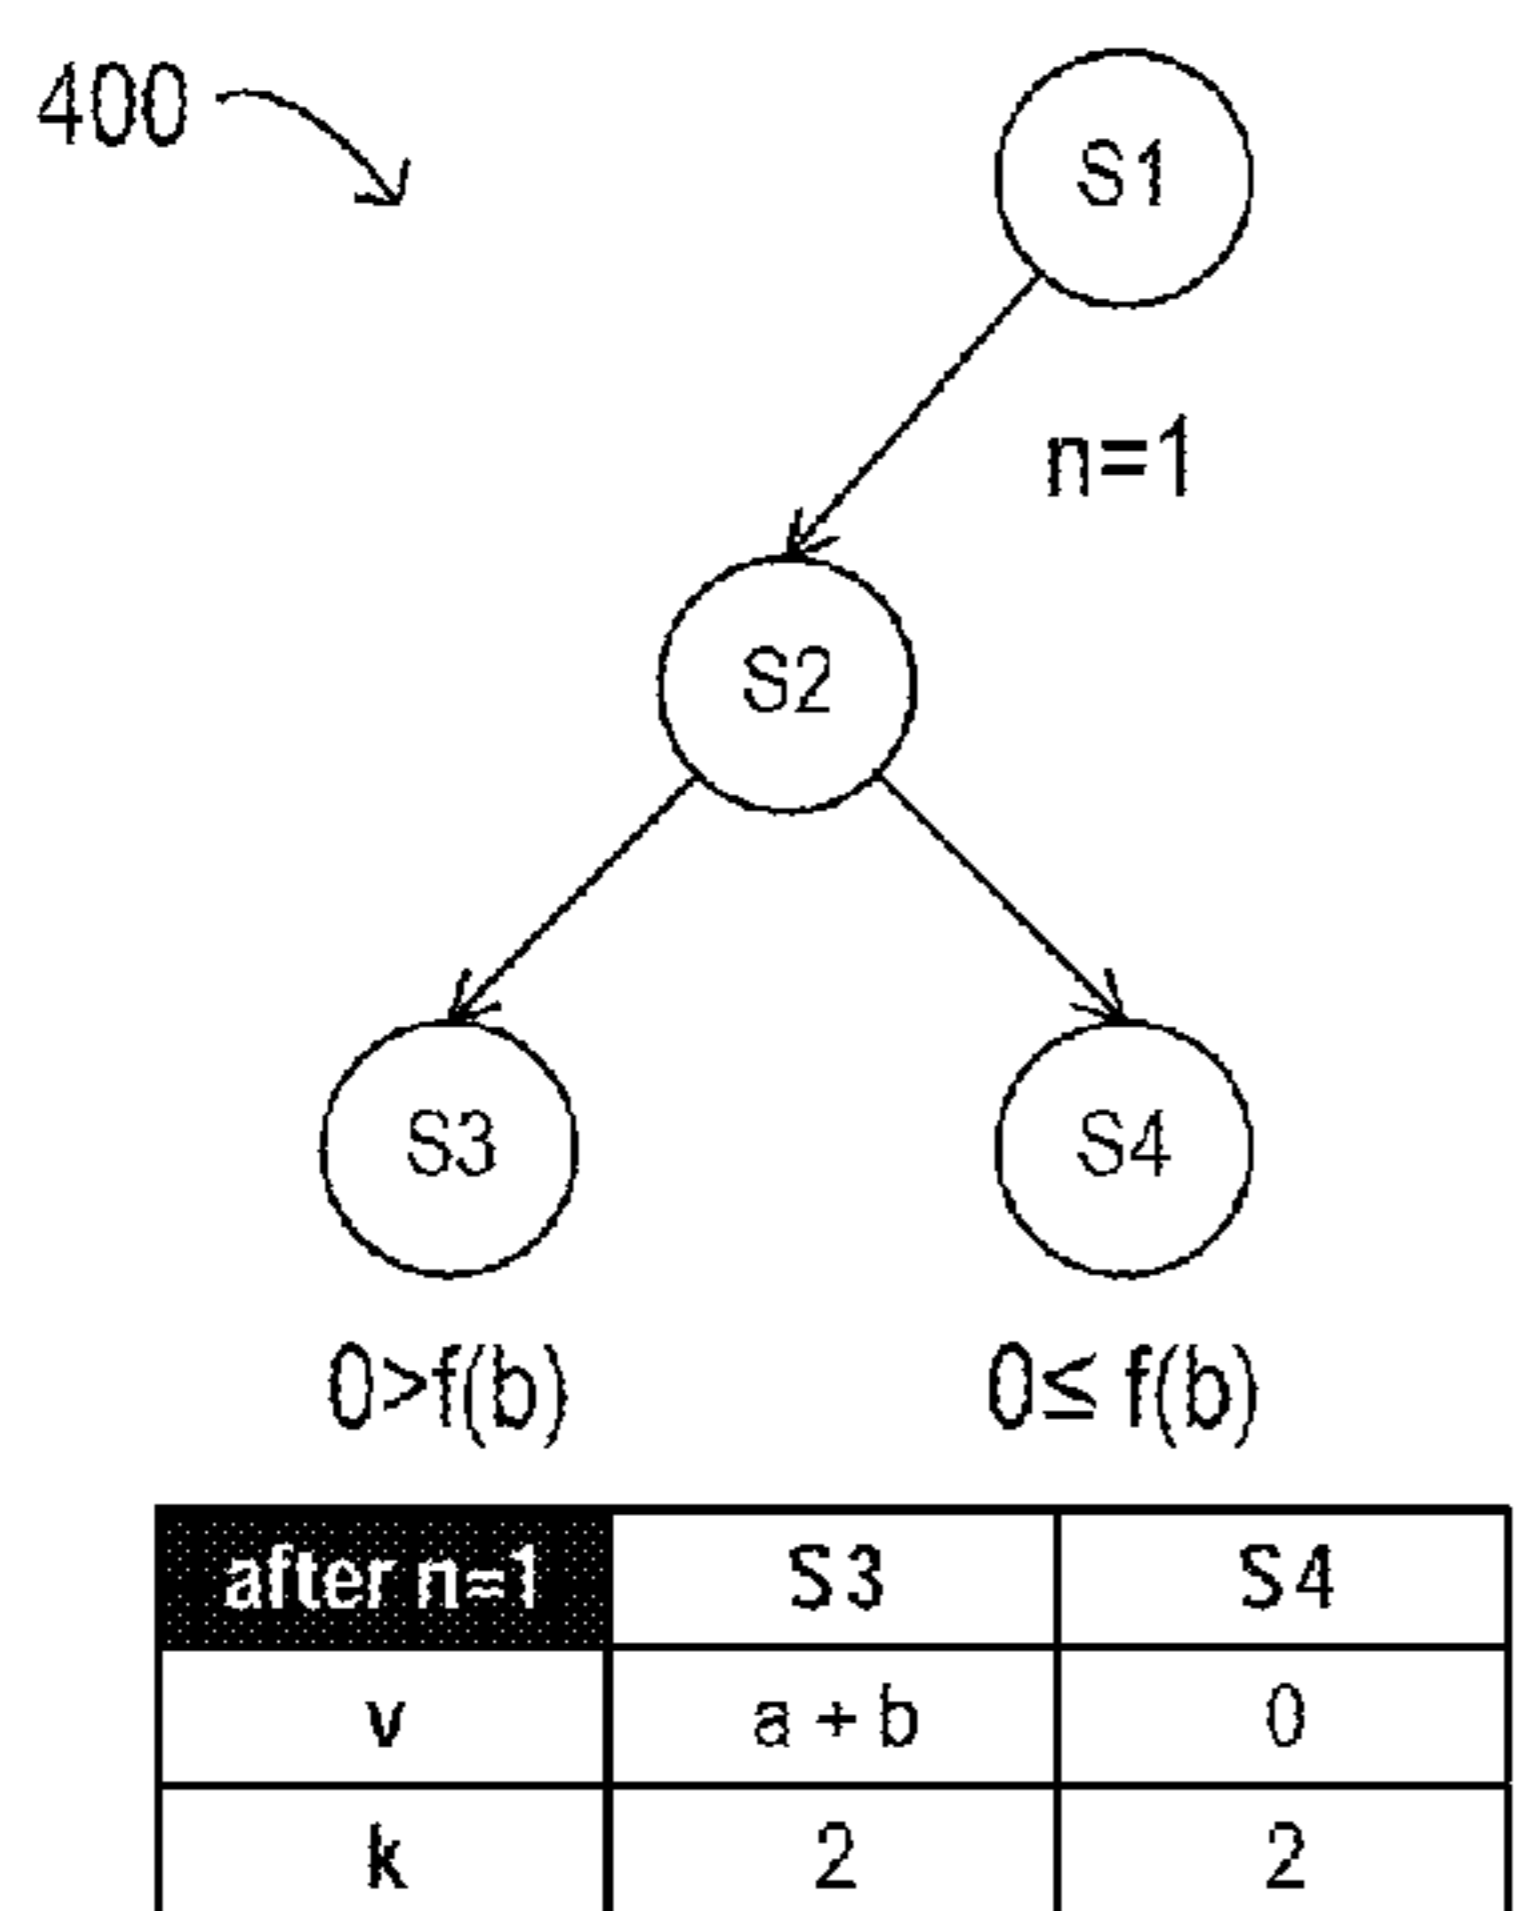 400
S1
n=1
S2
S3 S4
0>f(b) 0≤ f(b)
after n=1 S3 S4
v a + b 0
k 2 2